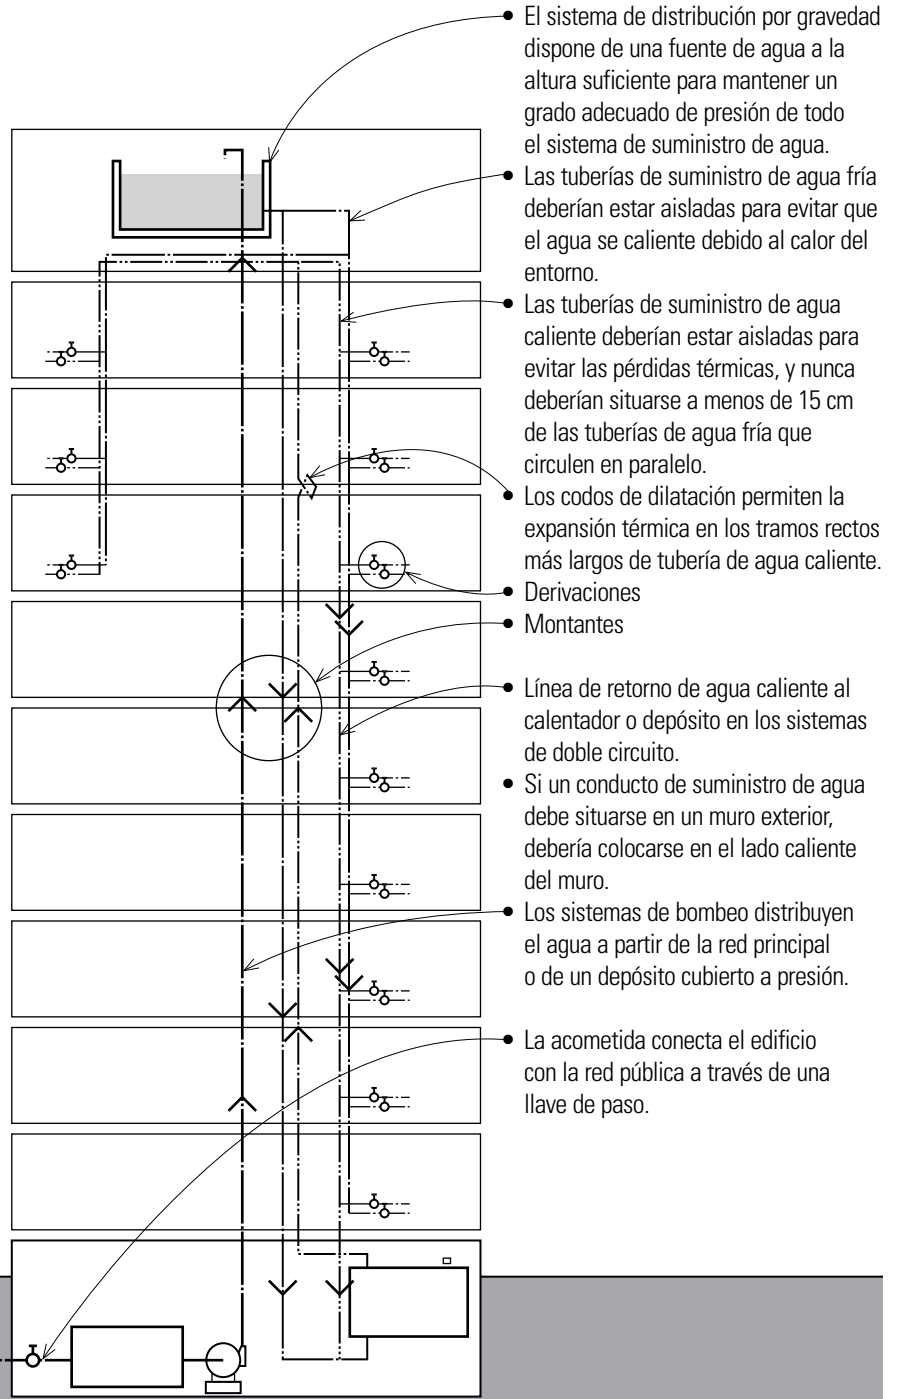 • El sistema de distribución por gravedad
dispone de una fuente de agua a la
altura suficiente para mantener un
grado adecuado de presión de todo
el sistema de suministro de agua.
• Las tuberías de suministro de agua fría
deberían estar aisladas para evitar que
el agua se caliente debido al calor del
entorno.
• Las tuberías de suministro de agua
caliente deberían estar aisladas para
evitar las pérdidas térmicas, y nunca
deberían situarse a menos de 15 cm
de las tuberías de agua fría que
circulen en paralelo.
• Los codos de dilatación permiten la
expansión térmica en los tramos rectos
más largos de tubería de agua caliente.
• Derivaciones
• Montantes
• Línea de retorno de agua caliente al
calentador o depósito en los sistemas
de doble circuito.
• Si un conducto de suministro de agua
debe situarse en un muro exterior,
debería colocarse en el lado caliente
del muro.
• Los sistemas de bombeo distribuyen
el agua a partir de la red principal
o de un depósito cubierto a presión.
• La acometida conecta el edificio
con la red pública a través de una
llave de paso.